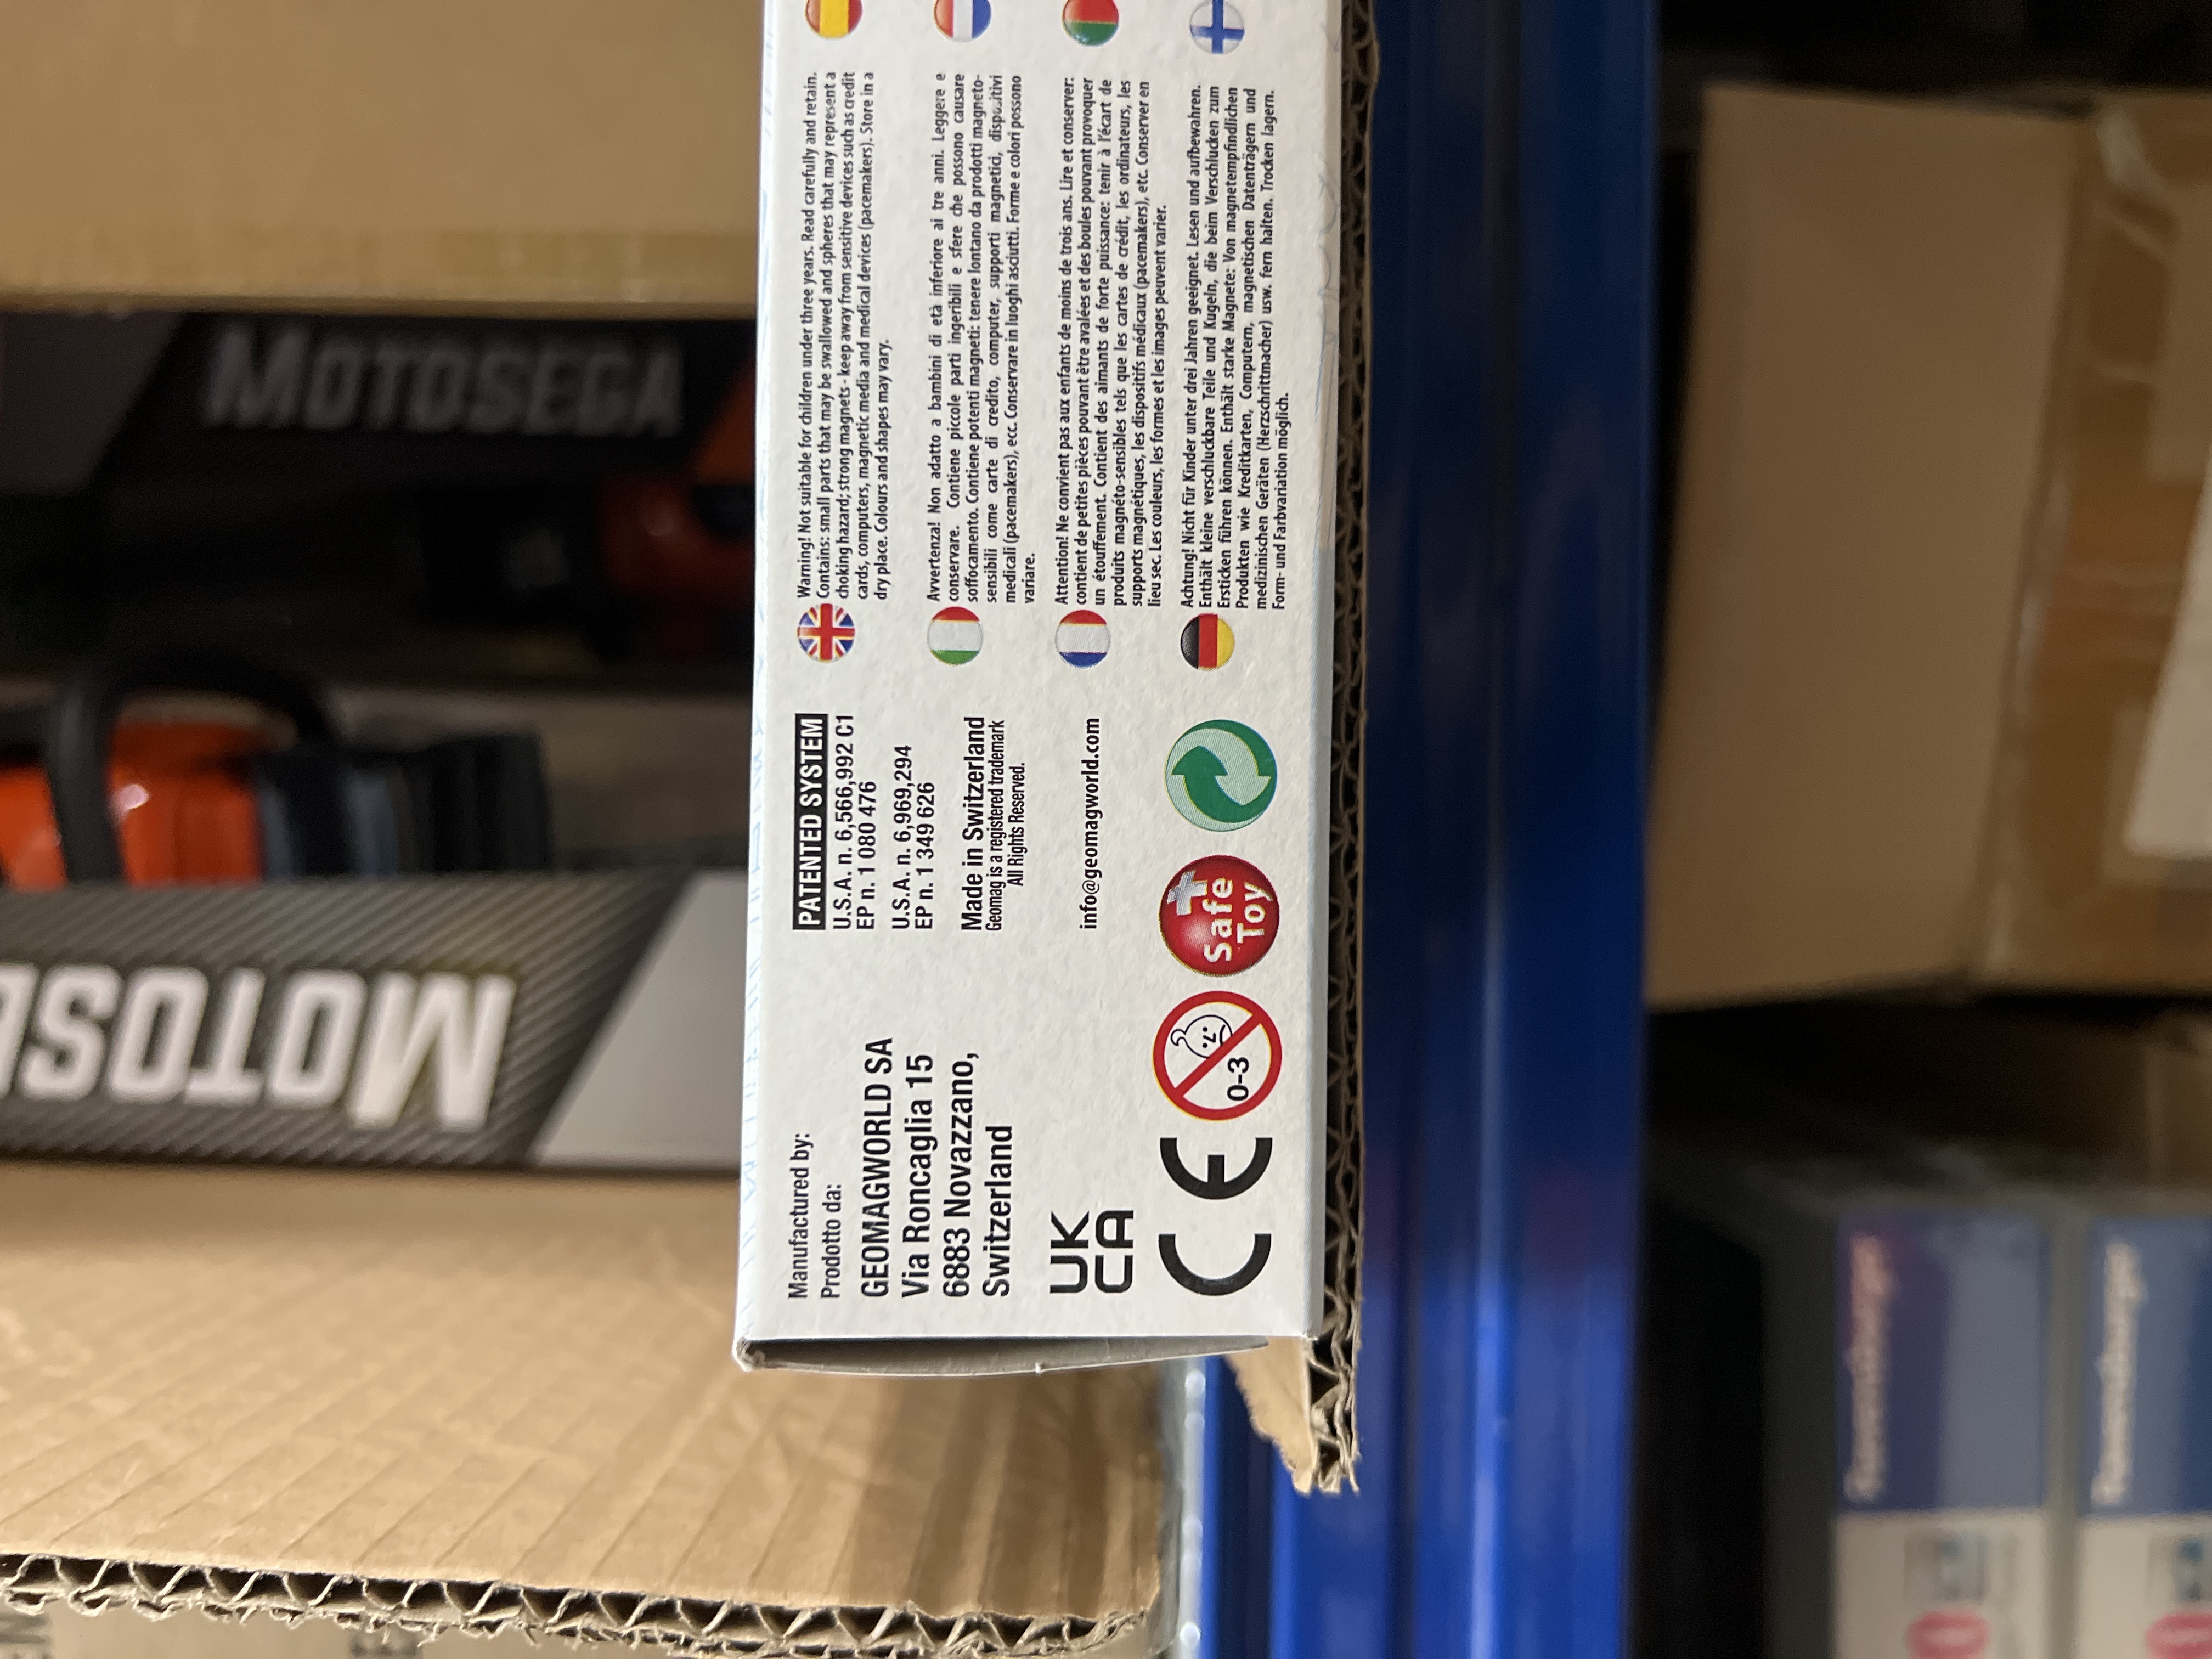 Manufactured by:
Prodotto da:
GEOMAGWORLD SA
Via Roncaglia 15
6883 Novazzano,
Switzerland
UK
CA
CE
0-3
Safe
Toy
PATENTED SYSTEM
U.S.A. n. 6,566,992 C1
EP n. 1 080 476
U.S.A. n. 6,969,294
EP n. 1 349 626
Made in Switzerland
Geomag is a registered trademark
All Rights Reserved.
info@geomagworld.com
Warning! Not suitable for children under three years. Read carefully and retain.
Contains: small parts that may be swallowed and spheres that may represent a
choking hazard; strong magnets - keep away from sensitive devices such as credit
cards, computers, magnetic media and medical devices (pacemakers). Store in a
dry place. Colours and shapes may vary.
Avvertenza! Non adatto a bambini di età inferiore ai tre anni. Leggere e
conservare. Contiene piccole parti ingeribili e sfere che possono causare
soffocamento. Contiene potenti magneti: tenere lontano da prodotti magneto-
sensibili come carte di credito, computer, supporti magnetici, dispositivi
medicali (pacemakers), ecc. Conservare in luoghi asciutti. Forme e colori possono
variare.
Attention! Ne convient pas aux enfants de moins de trois ans. Lire et conserver:
contient de petites pièces pouvant être avalées et des boules pouvant provoquer
un étouffement. Contient des aimants de forte puissance: tenir à l'écart de
produits magnéto-sensibles tels que les cartes de crédit, les ordinateurs, les
supports magnétiques, les dispositifs médicaux (pacemakers), etc. Conserver en
lieu sec. Les couleurs, les formes et les images peuvent varier.
Achtung! Nicht für Kinder unter drei Jahren geeignet. Lesen und aufbewahren.
Enthält kleine verschluckbare Teile und Kugeln, die beim Verschlucken zum
Ersticken führen können. Enthält starke Magnete: Von magnetempfindlichen
Produkten wie Kreditkarten, Computern, magnetischen Datenträgern und
medizinischen Geräten (Herzschrittmacher) usw. fern halten. Trocken lagern.
Form- und Farbvariation möglich.
MOTOSEGA
MOTOSE
Ravensburger
Ravensburger